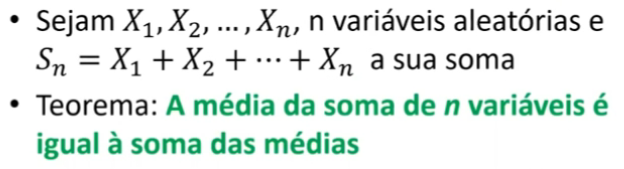 • Sejam X₁, X₂, ..., Xₙ, n variáveis aleatórias e
Sₙ = X₁ + X₂ + ⋯ + Xₙ a sua soma
• Teorema: A média da soma de n variáveis é
igual à soma das médias